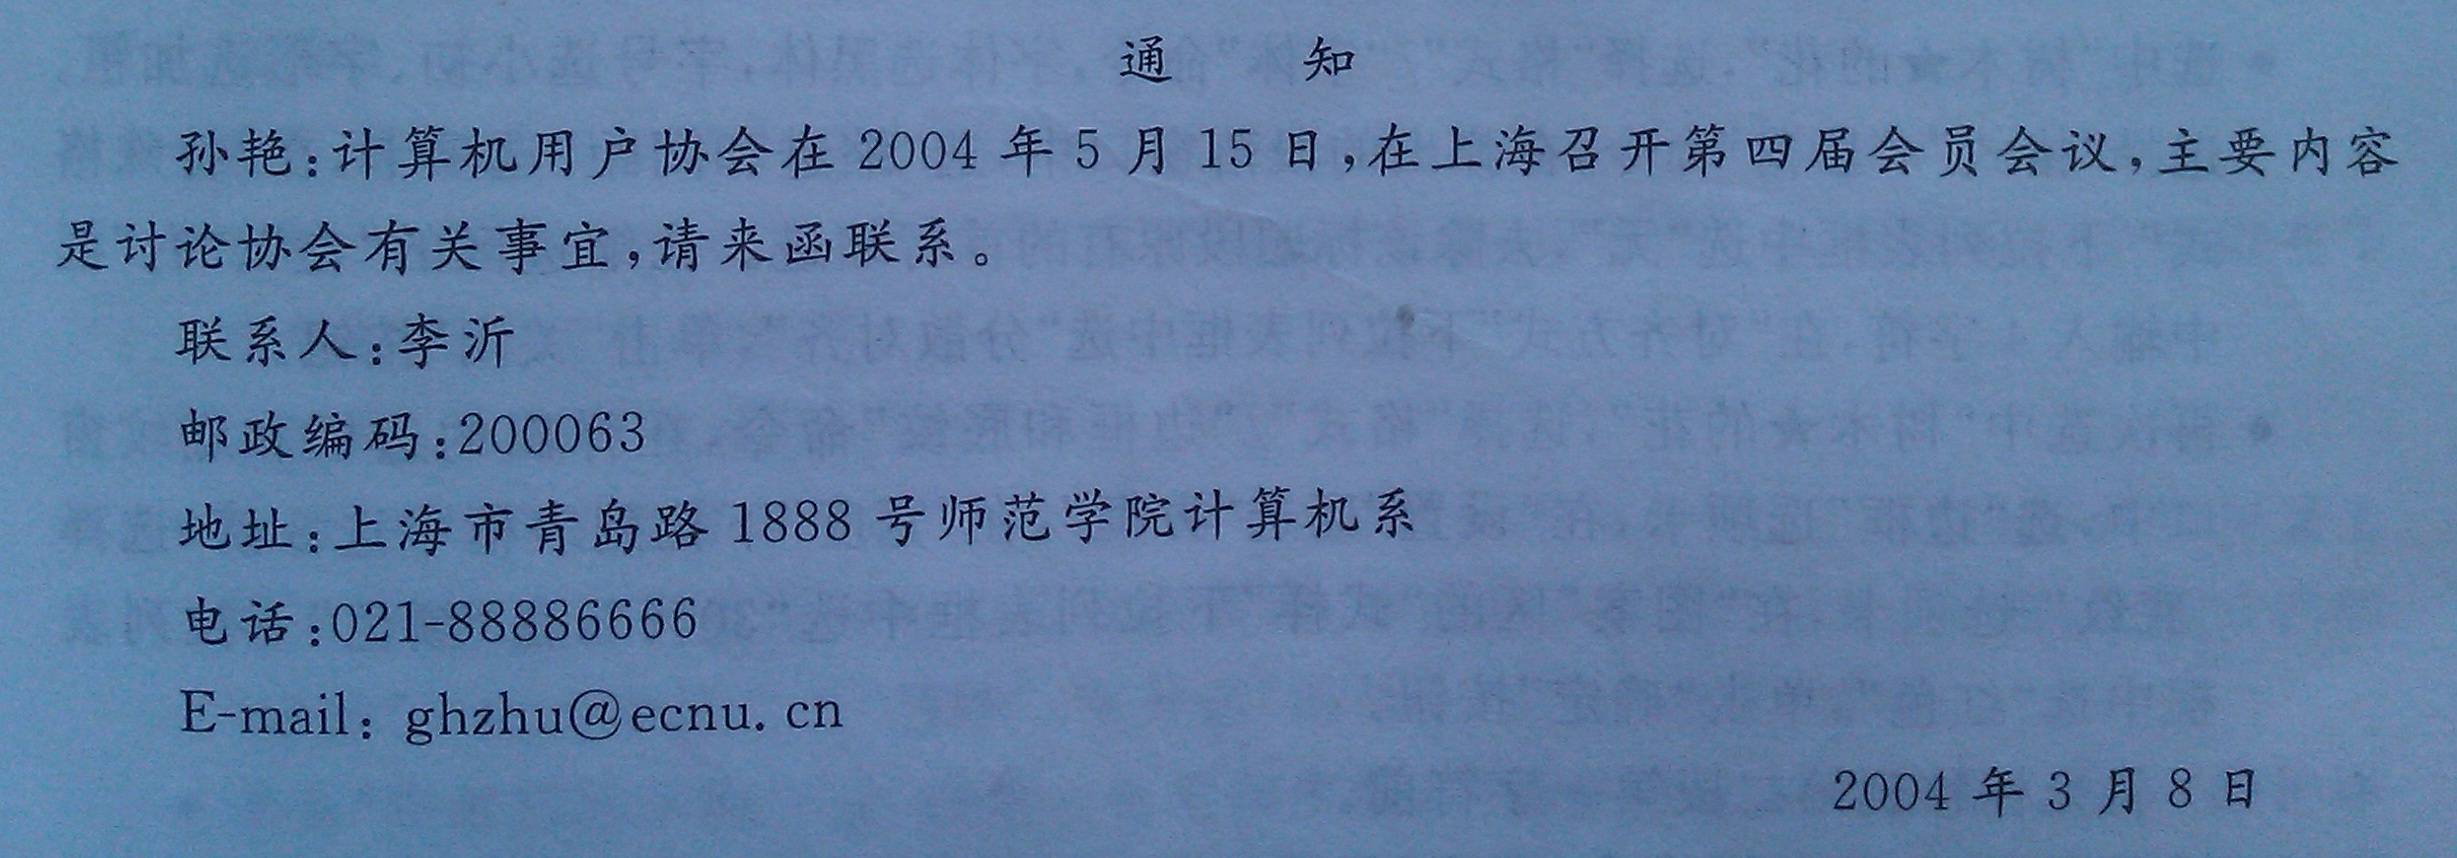 通 知
孙艳:计算机用户协会在 2004 年 5 月 15 日,在上海召开第四届会员会议,主要内容
是讨论协会有关事宜,请来函联系。
联系人:李沂
邮政编码:200063
地址:上海市青岛路 1888 号师范学院计算机系
电话:021-88886666
E-mail: ghzhu@ecnu.cn
2004 年 3 月 8 日